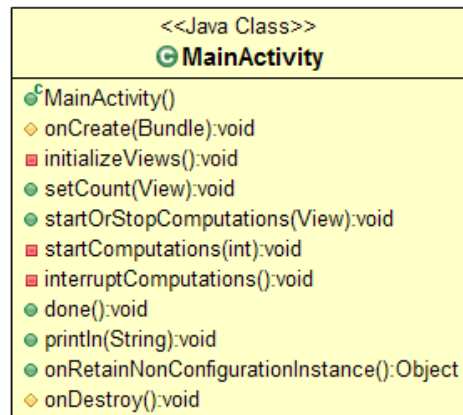 <<Java Class>>
MainActivity
MainActivity()
onCreate(Bundle):void
initializeViews():void
setCount(View):void
startOrStopComputations(View):void
startComputations(int):void
interruptComputations():void
done():void
println(String):void
onRetainNonConfigurationInstance():Object
onDestroy():void